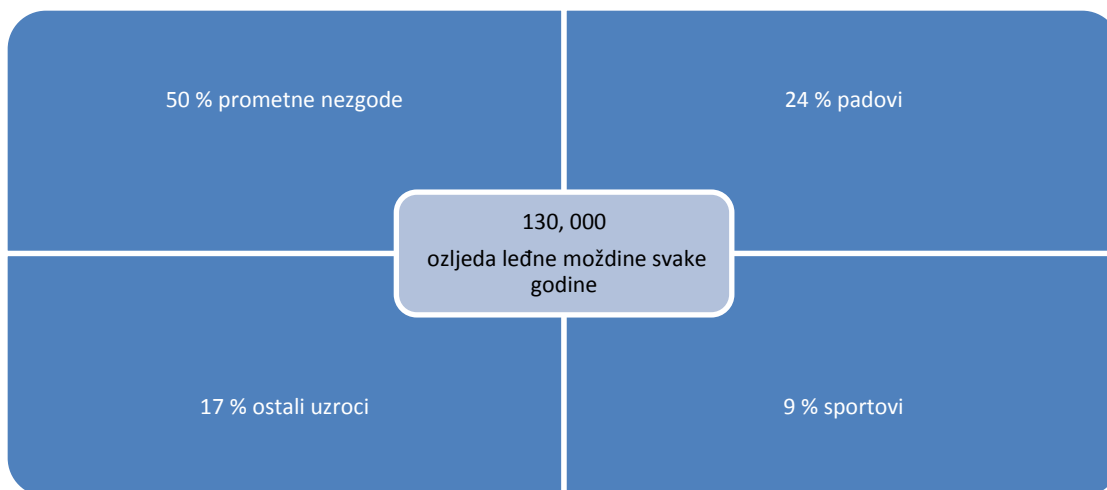 50 % prometne nezgode
24 % padovi
130, 000
ozljeda leđne moždine svake
godine
17 % ostali uzroci
9 % sportovi